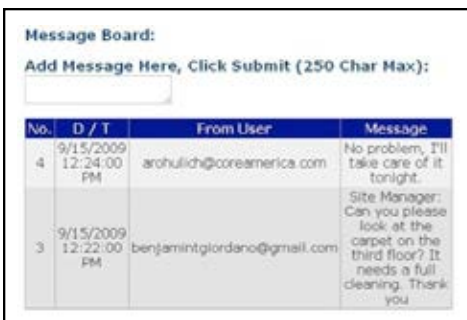 Message Board:
Add Message Here, Click Submit (250 Char Max):
No. D / T From User Message
4 9/15/2009 12:24:00 PM arohulich@coreamerica.com No problem, I'll take care of it tonight.
3 9/15/2009 12:22:00 PM benjamintgiordano@gmail.com Site Manager: Can you please look at the carpet on the third floor? It needs a full cleaning. Thank you